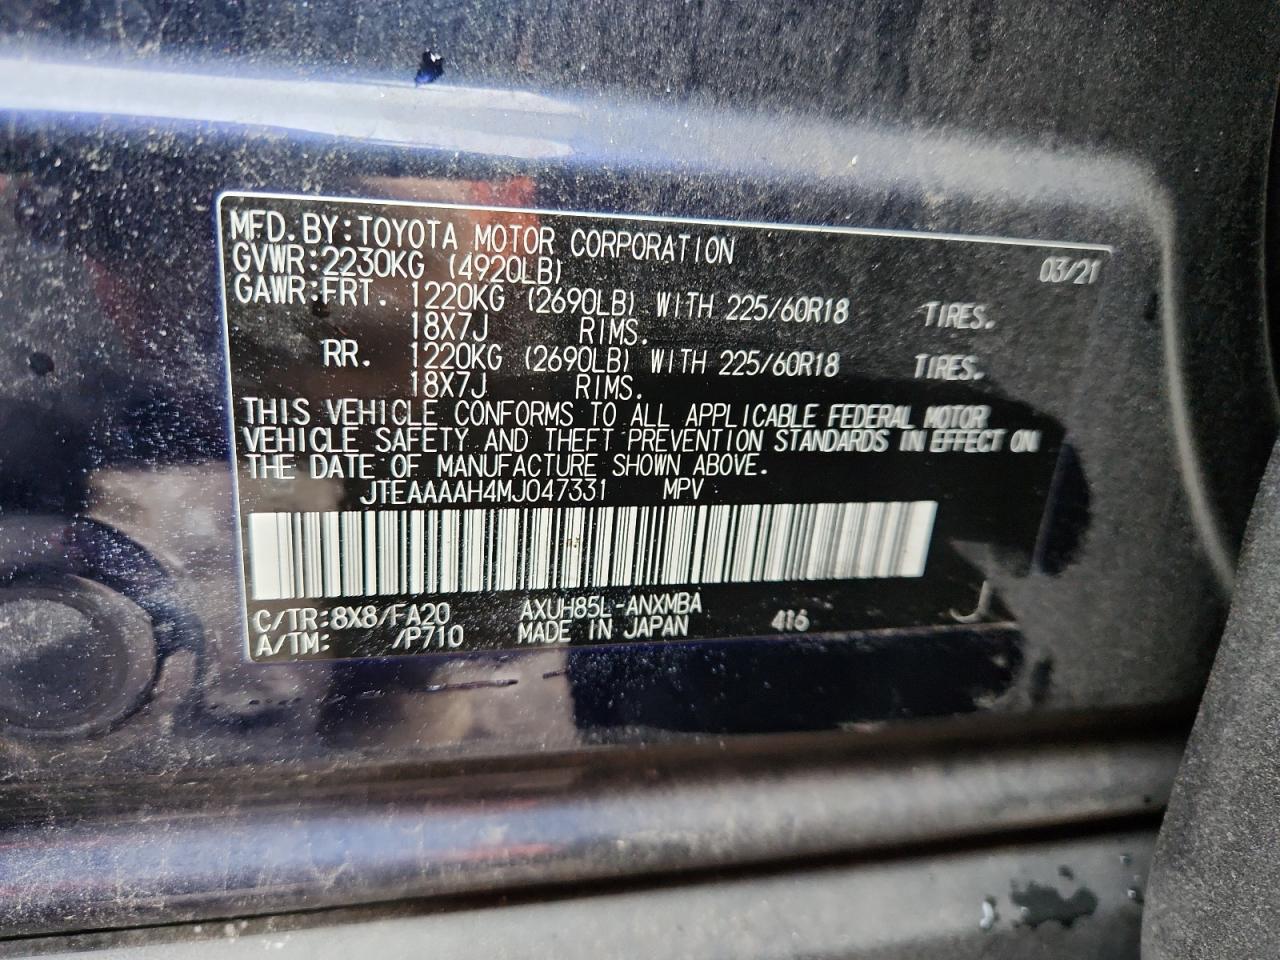 MFD. BY: TOYOTA MOTOR CORPORATION 03/21
GVWR: 2230KG (4920LB)
GAWR: FRT. 1220KG (2690LB) WITH 225/60R18 TIRES.
18X7J RIMS.
RR. 1220KG (2690LB) WITH 225/60R18 TIRES.
18X7J RIMS.
THIS VEHICLE CONFORMS TO ALL APPLICABLE FEDERAL MOTOR
VEHICLE SAFETY AND THEFT PREVENTION STANDARDS IN EFFECT ON
THE DATE OF MANUFACTURE SHOWN ABOVE.
JTEAAAAH4MJ047331 MPV
C/TR: 8X8/FA20 AXUH85L-ANXMBA 416
A/TM: /P710 MADE IN JAPAN